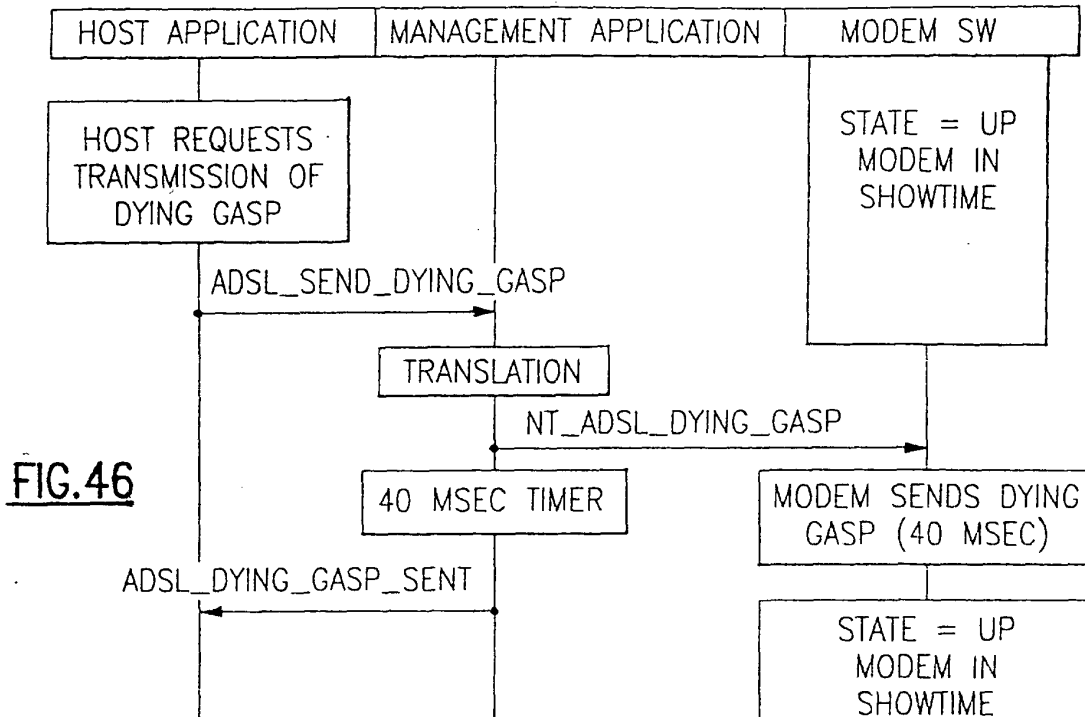 HOST APPLICATION MANAGEMENT APPLICATION MODEM SW
HOST REQUESTS
TRANSMISSION OF
DYING GASP
STATE = UP
MODEM IN
SHOWTIME
ADSL_SEND_DYING_GASP
TRANSLATION
NT_ADSL_DYING_GASP
FIG.46
40 MSEC TIMER
MODEM SENDS DYING
GASP (40 MSEC)
ADSL_DYING_GASP_SENT
STATE = UP
MODEM IN
SHOWTIME